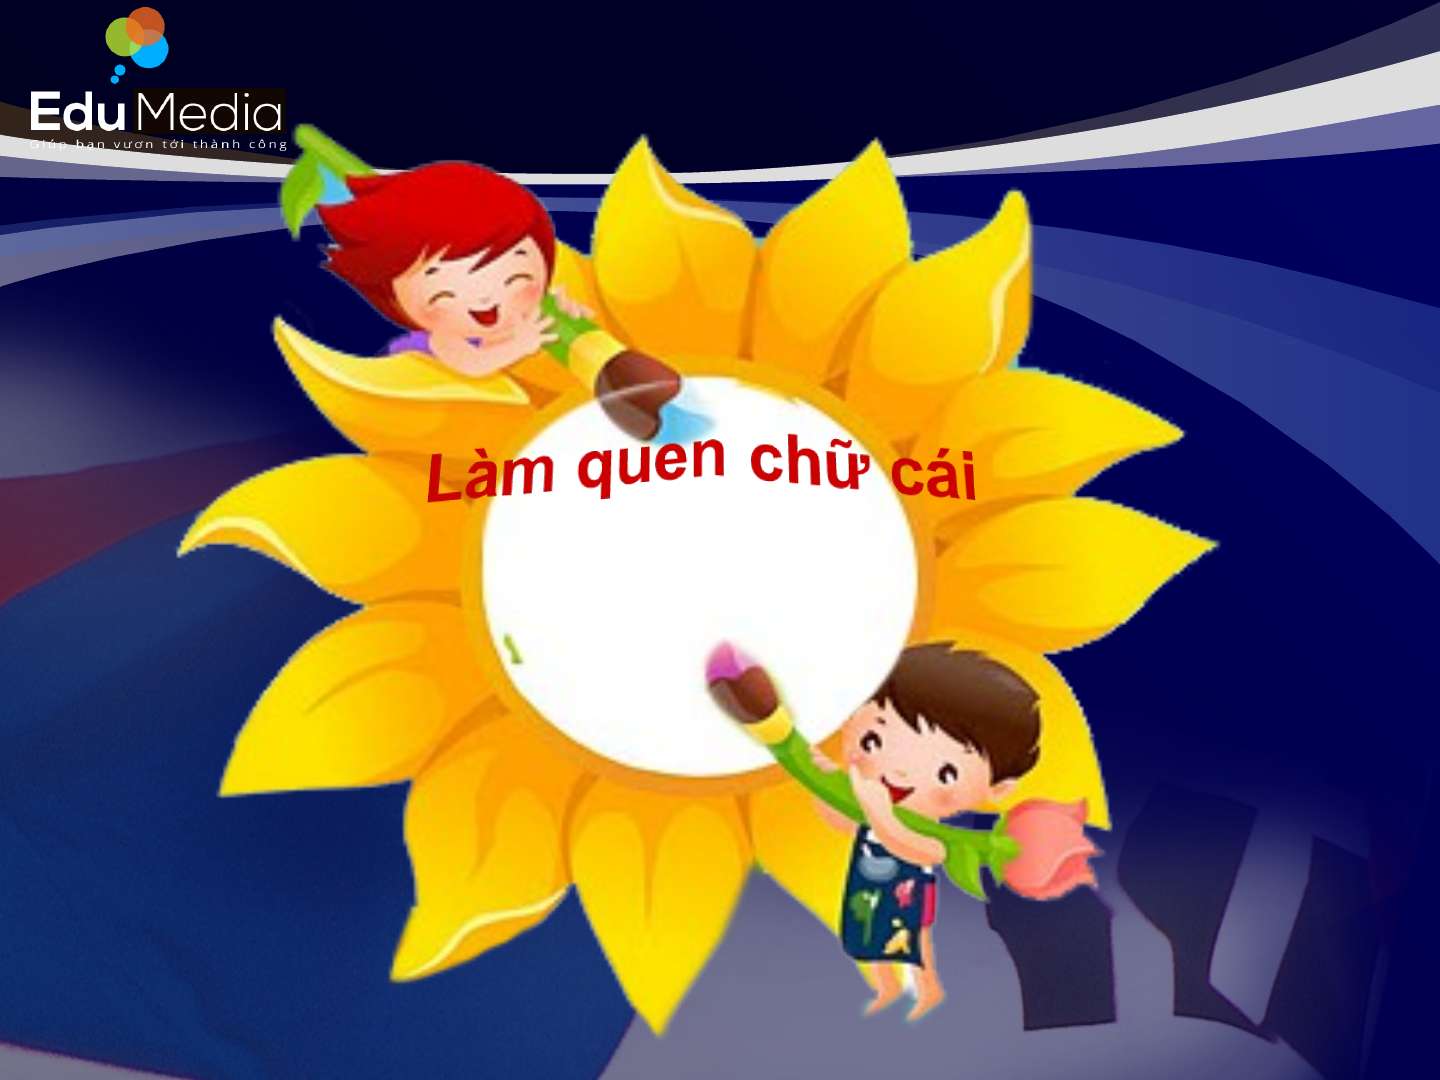 Edu Media
Giúp bạn vươn tới thành công
Làm quen chữ cái